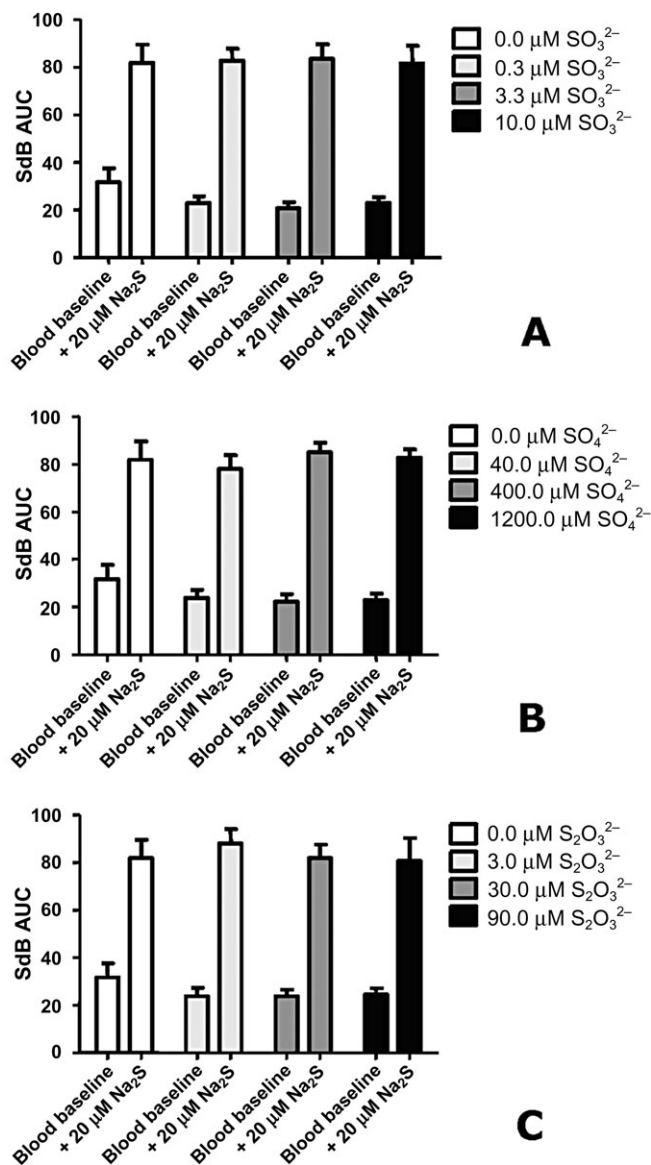 100
80
60
40
20
0
SdB AUC
0.0 μM SO₃²⁻
0.3 μM SO₃²⁻
3.3 μM SO₃²⁻
10.0 μM SO₃²⁻
Blood baseline
+ 20 μM Na₂S
Blood baseline
+ 20 μM Na₂S
Blood baseline
+ 20 μM Na₂S
Blood baseline
+ 20 μM Na₂S
A
100
80
60
40
20
0
SdB AUC
0.0 μM SO₄²⁻
40.0 μM SO₄²⁻
400.0 μM SO₄²⁻
1200.0 μM SO₄²⁻
Blood baseline
+ 20 μM Na₂S
Blood baseline
+ 20 μM Na₂S
Blood baseline
+ 20 μM Na₂S
Blood baseline
+ 20 μM Na₂S
B
100
80
60
40
20
0
SdB AUC
0.0 μM S₂O₃²⁻
3.0 μM S₂O₃²⁻
30.0 μM S₂O₃²⁻
90.0 μM S₂O₃²⁻
Blood baseline
+ 20 μM Na₂S
Blood baseline
+ 20 μM Na₂S
Blood baseline
+ 20 μM Na₂S
Blood baseline
+ 20 μM Na₂S
C